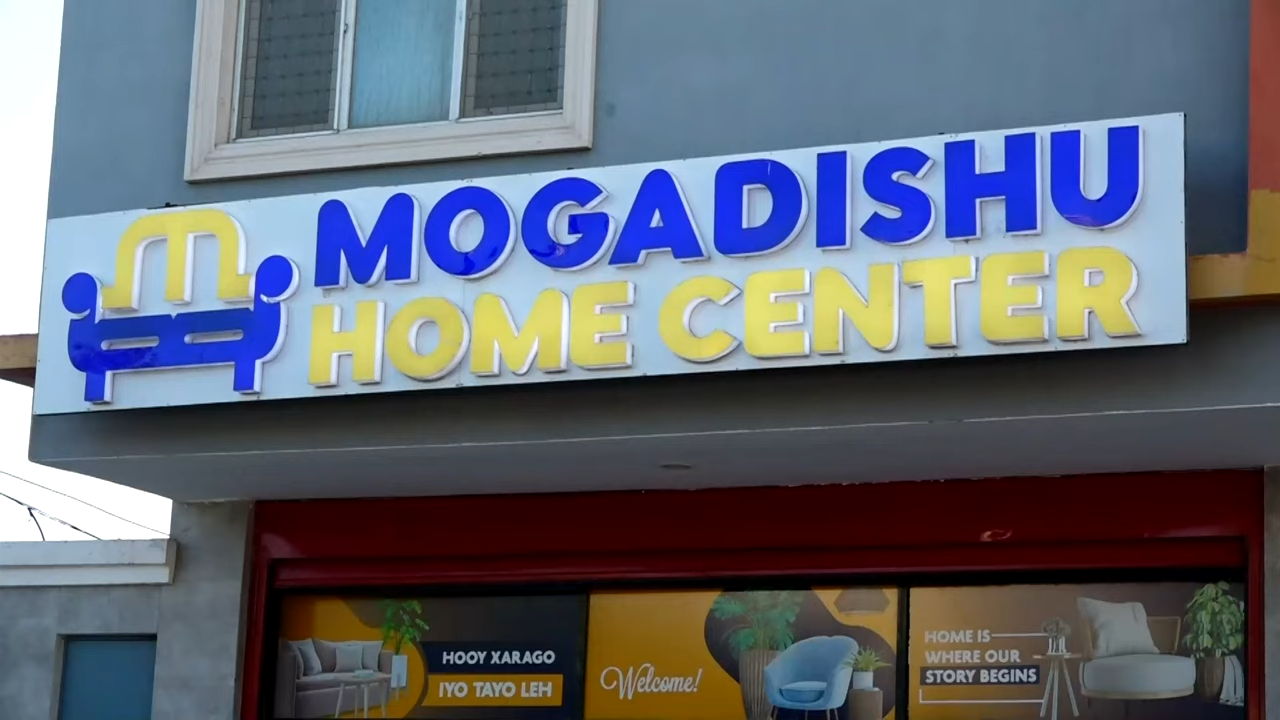 MOGADISHU
HOME CENTER
HOOY XARAGO
IYO TAYO LEH
Welcome!
HOME IS
WHERE OUR
STORY BEGINS